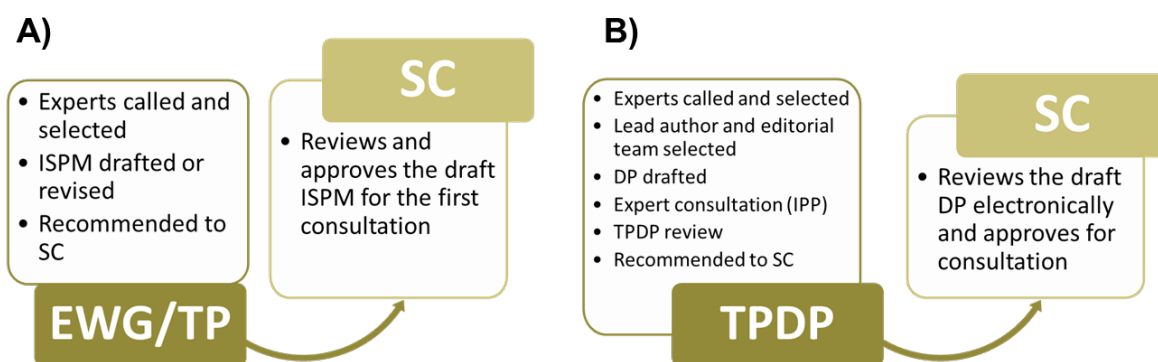 A)
SC
• Experts called and
selected
• ISPM drafted or
revised
• Recommended to
SC
EWG/TP
• Reviews and
approves the draft
ISPM for the first
consultation
B)
SC
• Experts called and selected
• Lead author and editorial
team selected
• DP drafted
• Expert consultation (IPP)
• TPDP review
• Recommended to SC
TPDP
• Reviews the draft
DP electronically
and approves for
consultation